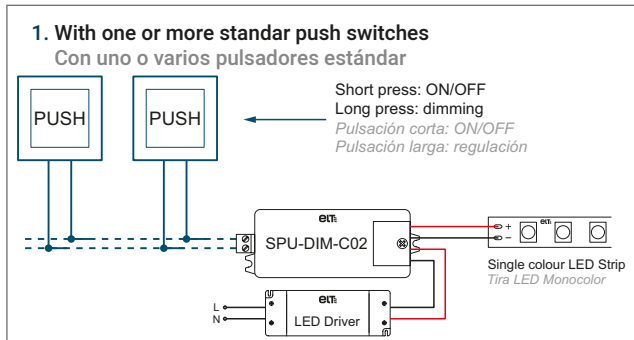 1. With one or more standar push switches
Con uno o varios pulsadores estándar
PUSH
PUSH
Short press: ON/OFF
Long press: dimming
Pulsación corta: ON/OFF
Pulsación larga: regulación
ELT
SPU-DIM-C02
ELT
+
−
Single colour LED Strip
Tira LED Monocolor
L
N
ELT
LED Driver